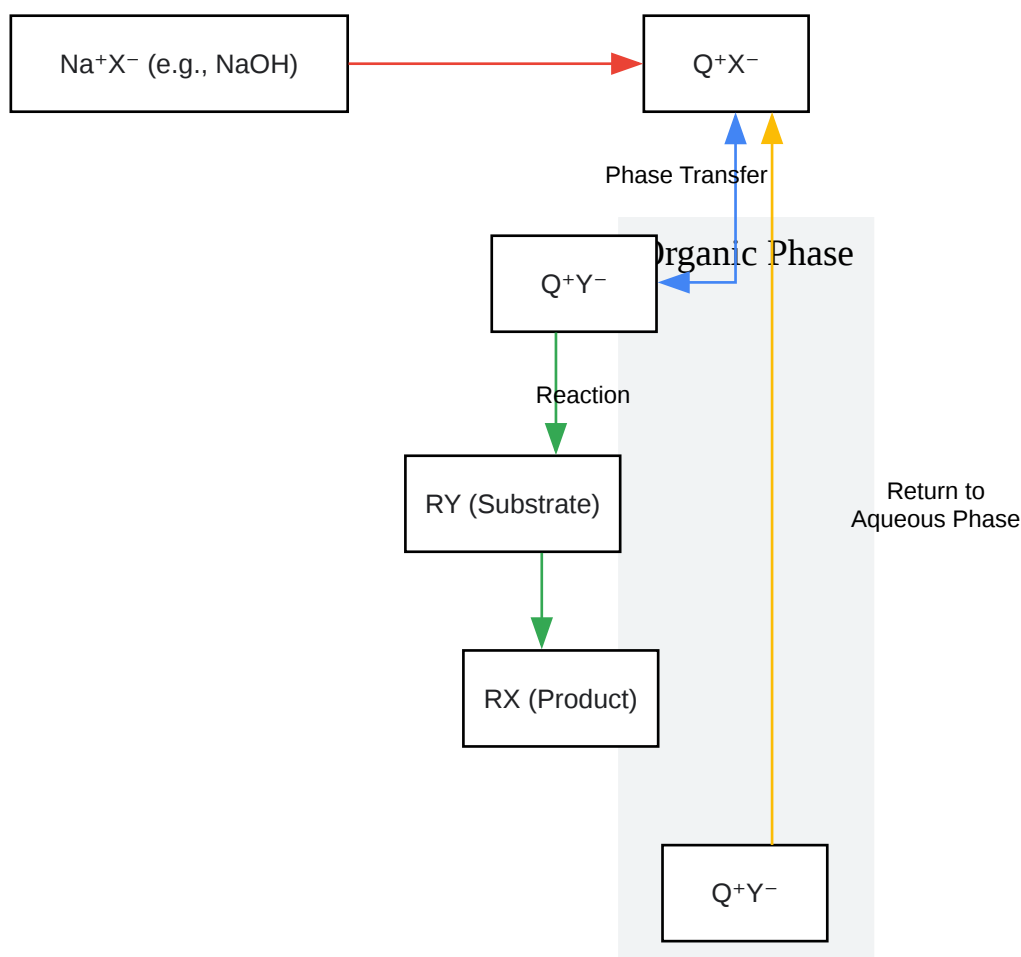 Na⁺X⁻ (e.g., NaOH)
Q⁺X⁻
Phase Transfer
Organic Phase
Q⁺Y⁻
Reaction
RY (Substrate)
Return to
Aqueous Phase
RX (Product)
Q⁺Y⁻